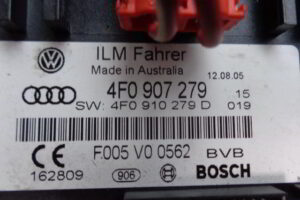 ILM Fahrer
Made in Australia
12.08.05
4F0 907 279 15
SW: 4F0 910 279 D 019
F.005 V0 0562 BVB
162809 906 BOSCH